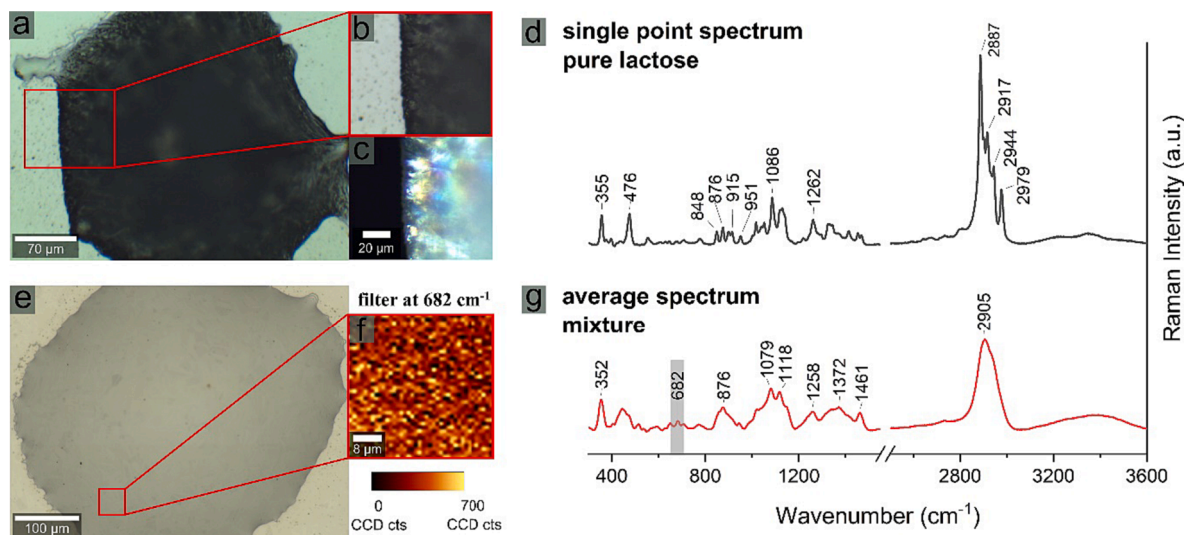 a
70 µm
b
c
20 µm
d
single point spectrum
pure lactose
355
476
848
876
915
951
1086
1262
2887
2917
2944
2979
e
100 µm
filter at 682 cm⁻¹
f
8 µm
0
700
CCD cts
CCD cts
g
average spectrum
mixture
352
682
876
1079
1118
1258
1372
1461
2905
400
800
1200
2800
3200
3600
Wavenumber (cm⁻¹)
Raman Intensity (a.u.)